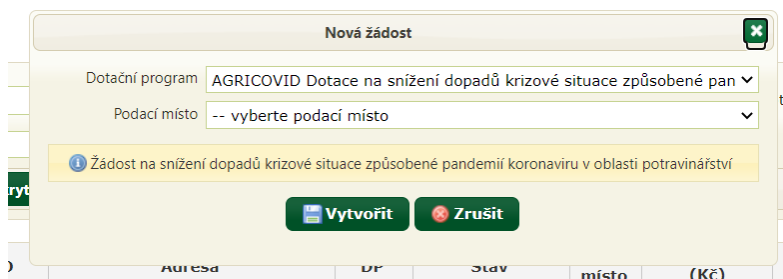 Nová žádost
Dotační program AGRICOVID Dotace na snížení dopadů krizové situace způsobené pan
Podací místo -- vyberte podací místo
Žádost na snížení dopadů krizové situace způsobené pandemií koronaviru v oblasti potravinářství
Vytvořit Zrušit
Adresa DP Stav místo (Kč)